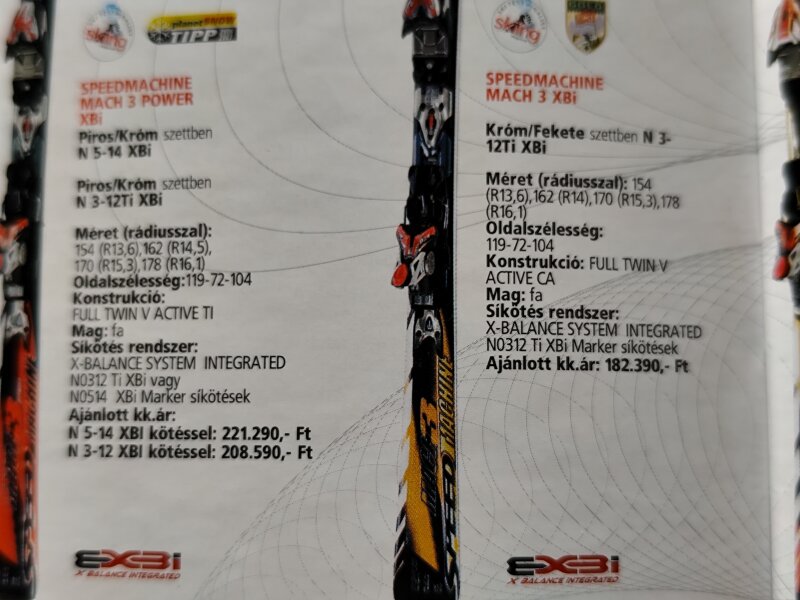 skiing
planetSNOW
TIPP
SPEEDMACHINE
MACH 3 POWER
XBi
Piros/Króm szettben
N 5-14 XBi
Piros/Króm szettben
N 3-12Ti XBi
Méret (rádiusszal):
154 (R13,6),162 (R14,5),
170 (R15,3),178 (R16,1)
Oldalszélesség:119-72-104
Konstrukció:
FULL TWIN V ACTIVE TI
Mag: fa
Síkötés rendszer:
X-BALANCE SYSTEM INTEGRATED
N0312 Ti XBi vagy
N0514 XBi Marker síkötések
Ajánlott kk.ár:
N 5-14 XBI kötéssel: 221.290,- Ft
N 3-12 XBI kötéssel: 208.590,- Ft
XBi
X BALANCE INTEGRATED
SPEED MACHINE
skiing
SPEEDMACHINE
MACH 3 XBi
Króm/Fekete szettben N 3-
12Ti XBi
Méret (rádiusszal): 154
(R13,6),162 (R14),170 (R15,3),178
(R16,1)
Oldalszélesség:
119-72-104
Konstrukció: FULL TWIN V
ACTIVE CA
Mag: fa
Síkötés rendszer:
X-BALANCE SYSTEM INTEGRATED
N0312 Ti XBi Marker síkötések
Ajánlott kk.ár: 182.390,- Ft
XBi
X BALANCE INTEGRATED